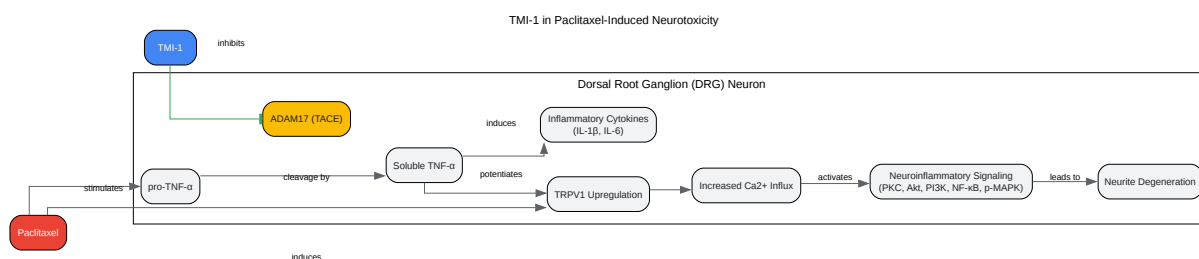 TMI-1 in Paclitaxel-Induced Neurotoxicity
TMI-1
inhibits
Dorsal Root Ganglion (DRG) Neuron
ADAM17 (TACE)
induces
Inflammatory Cytokines
(IL-1β, IL-6)
Soluble TNF-α
stimulates
pro-TNF-α
cleavage by
potentiates
TRPV1 Upregulation
Increased Ca2+ Influx
activates
Neuroinflammatory Signaling
(PKC, Akt, PI3K, NF-κB, p-MAPK)
leads to
Neurite Degeneration
Paclitaxel
induces